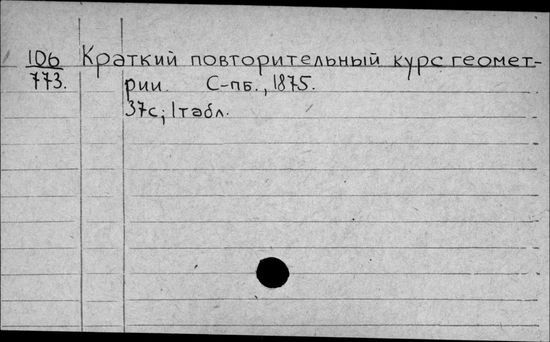 106 Краткий повторительный курс геомет-
773. рии. С-пб., 1875.
37с; 1 табл.